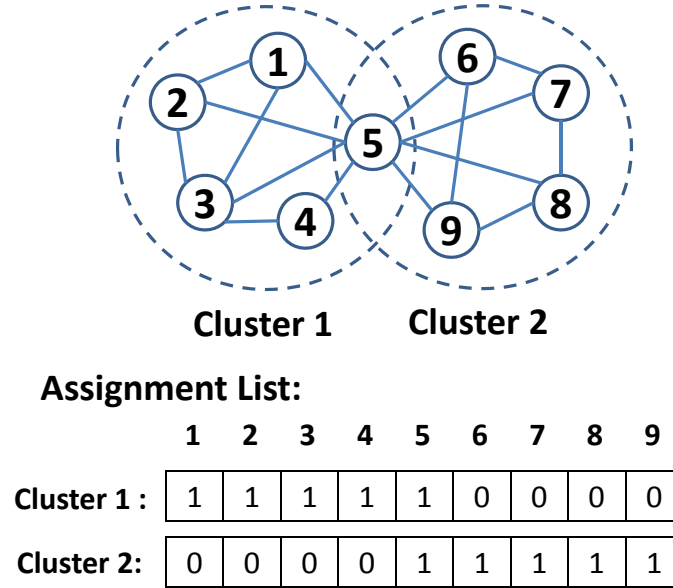 1
6
2
7
5
3
8
4
9
Cluster 1 Cluster 2
Assignment List:
1 2 3 4 5 6 7 8 9
Cluster 1 : 1 1 1 1 1 0 0 0 0
Cluster 2: 0 0 0 0 1 1 1 1 1